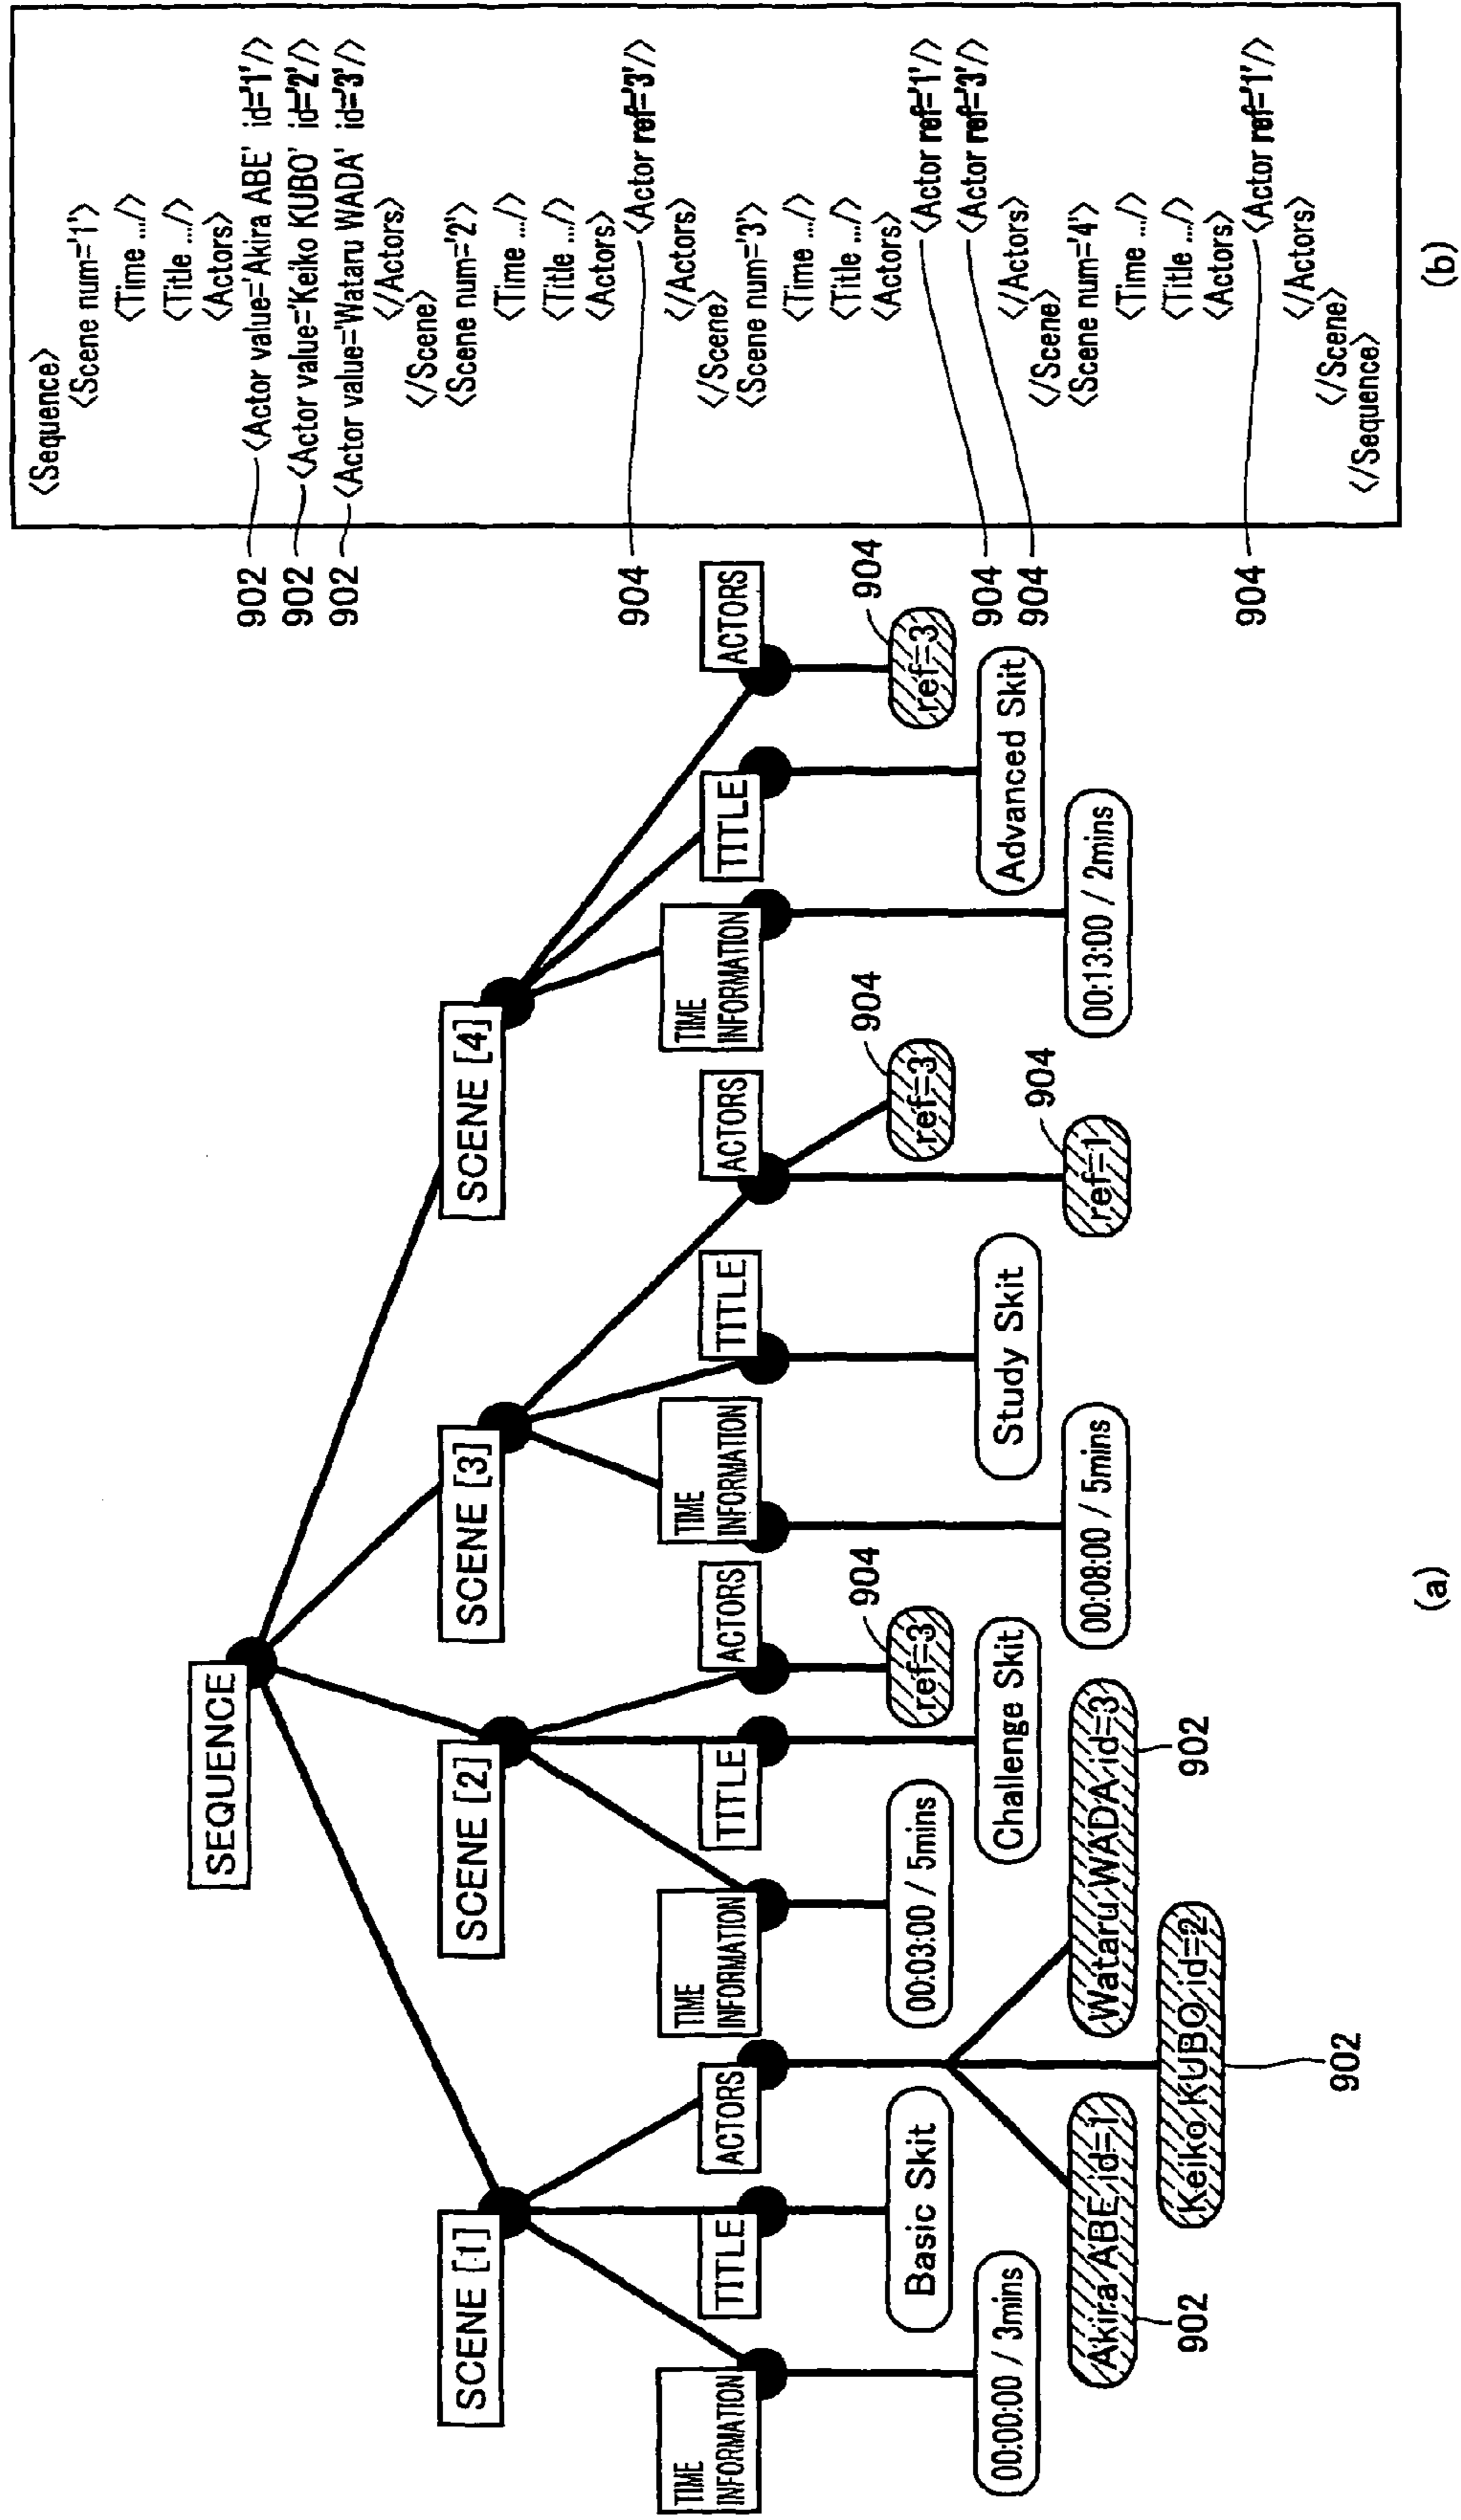 SEQUENCE
SCENE [1]
SCENE [2]
SCENE [3]
SCENE [4]
TIME
INFORMATION
TITLE
ACTORS
TIME
INFORMATION
TITLE
ACTORS
TIME
INFORMATION
TITLE
ACTORS
TIME
INFORMATION
TITLE
ACTORS
00:00:00 / 3mins
Basic Skit
Akira ABE id=1
Keiko KUBO id=2
Wataru WADA id=3
902
902
902
00:03:00 / 5mins
Challenge Skit
ref=3
904
00:08:00 / 5mins
Study Skit
ref=1
904
ref=3
904
00:13:00 / 2mins
Advanced Skit
ref=3
904
(a)
<Sequence>
<Scene num='1'>
<Time .../>
<Title .../>
<Actors>
902 <Actor value='Akira ABE' id='1'/>
902 <Actor value='Keiko KUBO' id='2'/>
902 <Actor value='Wataru WADA' id='3'/>
</Actors>
</Scene>
<Scene num='2'>
<Time .../>
<Title .../>
<Actors>
904 <Actor ref='3'/>
</Actors>
</Scene>
<Scene num='3'>
<Time .../>
<Title .../>
<Actors>
904 <Actor ref='1'/>
904 <Actor ref='3'/>
</Actors>
</Scene>
<Scene num='4'>
<Time .../>
<Title .../>
<Actors>
904 <Actor ref='1'/>
</Actors>
</Scene>
</Sequence>
(b)